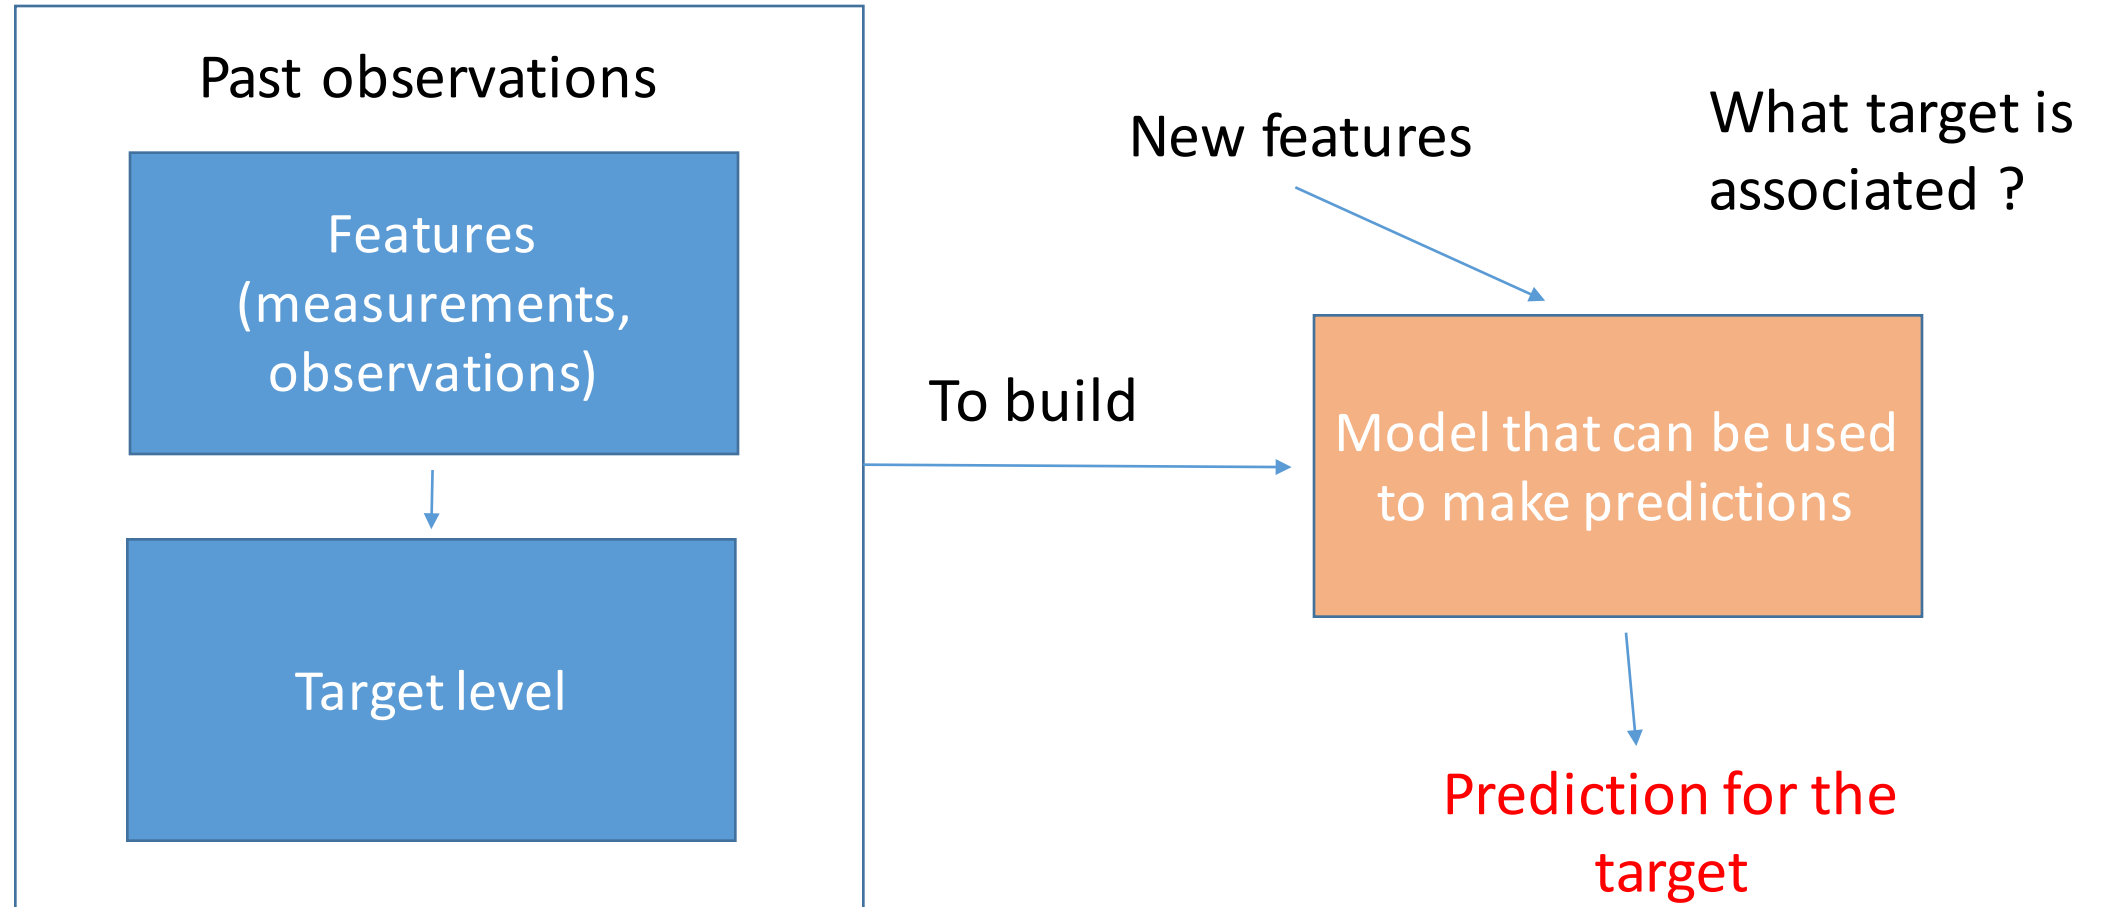 Past observations
Features
(measurements,
observations)
Target level
To build
New features
What target is
associated ?
Model that can be used
to make predictions
Prediction for the
target